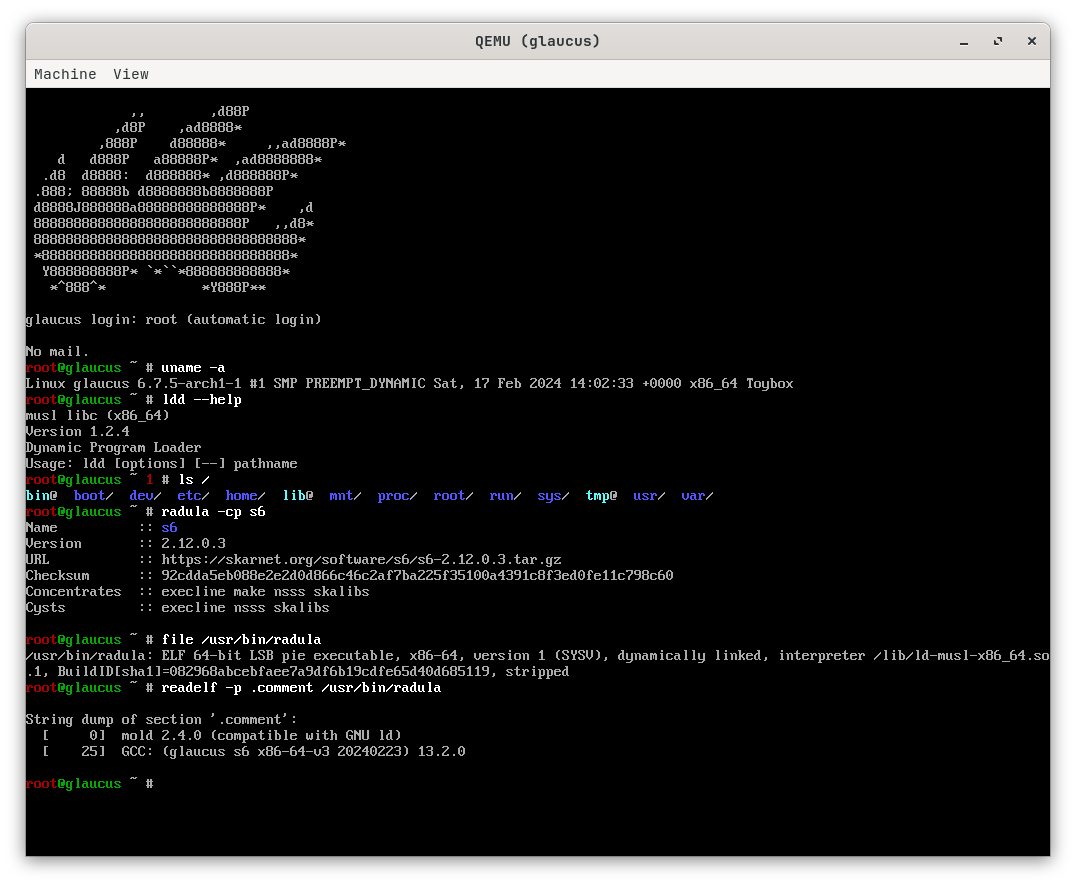 QEMU (glaucus)
Machine View
             ,,        ,d88P
           ,d8P    ,ad8888*
         ,888P    d88888*     ,,ad8888P*
    d   d888P   a88888P*  ,ad8888888*
  .d8  d8888:  d888888* ,d888888P*
 .888; 88888b d8888888b8888888P
 d8888J888888a88888888888888P*    ,d
 88888888888888888888888888P   ,,d8*
 888888888888888888888888888888888*
 *8888888888888888888888888888888*
  Y888888888P* `*``*888888888888*
   *^888^*            *Y888P**
glaucus login: root (automatic login)
No mail.
root@glaucus ~ # uname -a
Linux glaucus 6.7.5-arch1-1 #1 SMP PREEMPT_DYNAMIC Sat, 17 Feb 2024 14:02:33 +0000 x86_64 Toybox
root@glaucus ~ # ldd --help
musl libc (x86_64)
Version 1.2.4
Dynamic Program Loader
Usage: ldd [options] [--] pathname
root@glaucus ~ 1 # ls /
bin@  boot/  dev/  etc/  home/  lib@  mnt/  proc/  root/  run/  sys/  tmp@  usr/  var/
root@glaucus ~ # radula -cp s6
Name          :: s6
Version       :: 2.12.0.3
URL           :: https://skarnet.org/software/s6/s6-2.12.0.3.tar.gz
Checksum      :: 92cdda5eb088e2e2d0d866c46c2af7ba225f35100a4391c8f3ed0fe11c798c60
Concentrates  :: execline make nsss skalibs
Cysts         :: execline nsss skalibs
root@glaucus ~ # file /usr/bin/radula
/usr/bin/radula: ELF 64-bit LSB pie executable, x86-64, version 1 (SYSV), dynamically linked, interpreter /lib/ld-musl-x86_64.so
.1, BuildID[sha1]=082968abcebfaee7a9df6b19cdfe65d40d685119, stripped
root@glaucus ~ # readelf -p .comment /usr/bin/radula
String dump of section '.comment':
  [     0]  mold 2.4.0 (compatible with GNU ld)
  [    25]  GCC: (glaucus s6 x86-64-v3 20240223) 13.2.0
root@glaucus ~ #